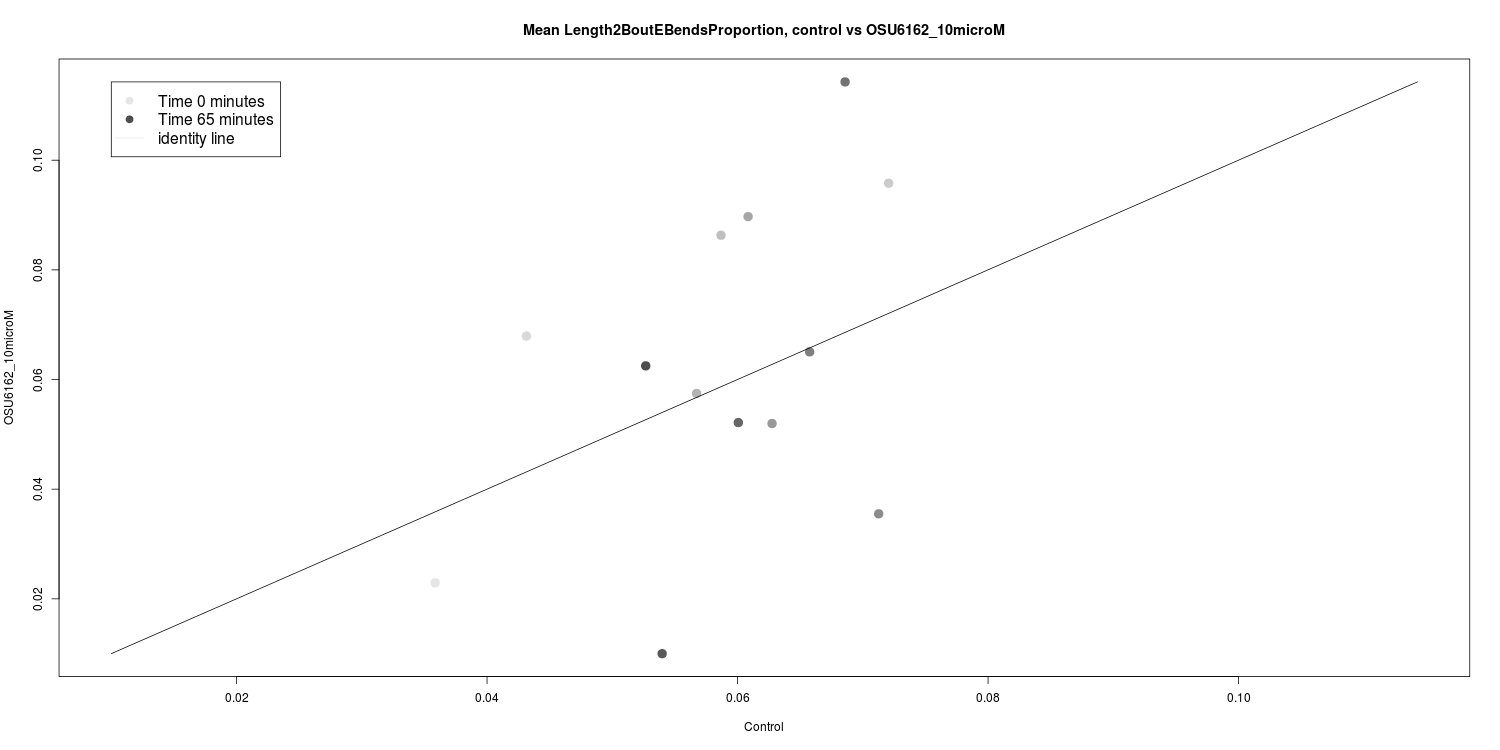 Mean Length2BoutEBendsProportion, control vs OSU6162_10microM
Time 0 minutes
Time 65 minutes
identity line
OSU6162_10microM
0.10
0.08
0.06
0.04
0.02
0.02
0.04
0.06
0.08
0.10
Control